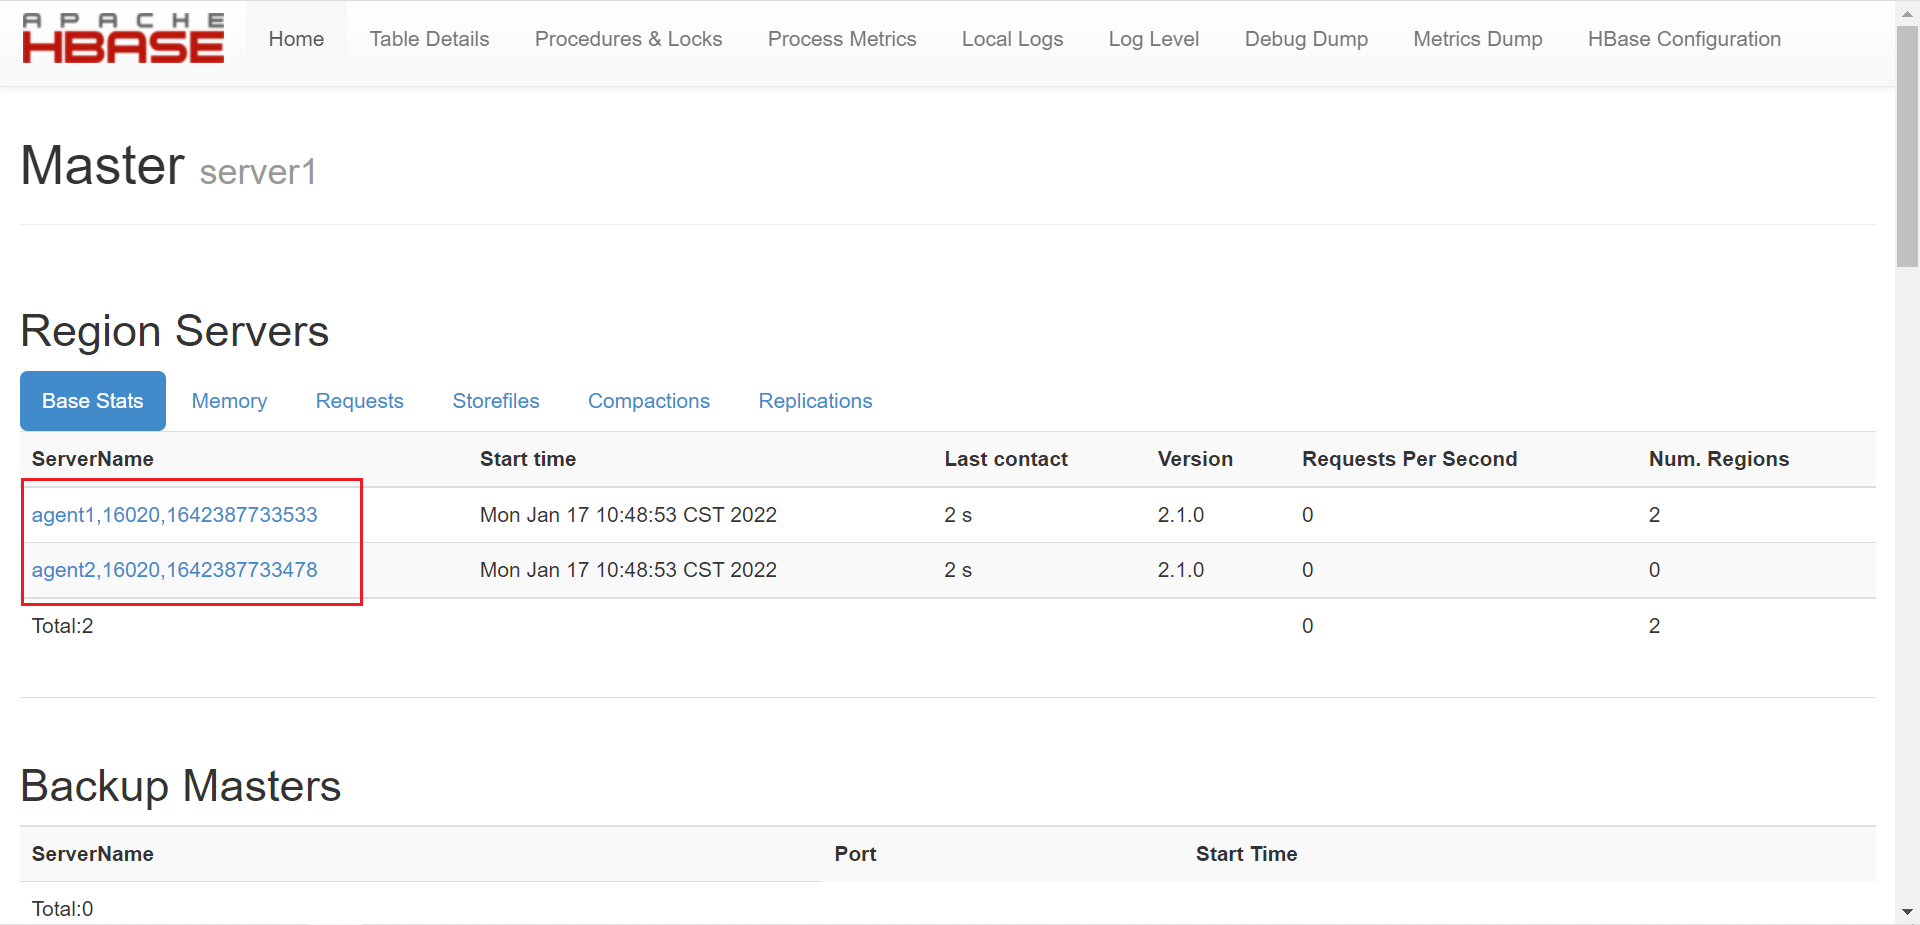 APACHE
HBASE
Home Table Details Procedures & Locks Process Metrics Local Logs Log Level Debug Dump Metrics Dump HBase Configuration
Master server1
Region Servers
Base Stats Memory Requests Storefiles Compactions Replications
ServerName Start time Last contact Version Requests Per Second Num. Regions
agent1,16020,1642387733533 Mon Jan 17 10:48:53 CST 2022 2 s 2.1.0 0 2
agent2,16020,1642387733478 Mon Jan 17 10:48:53 CST 2022 2 s 2.1.0 0 0
Total:2 0 2
Backup Masters
ServerName Port Start Time
Total:0